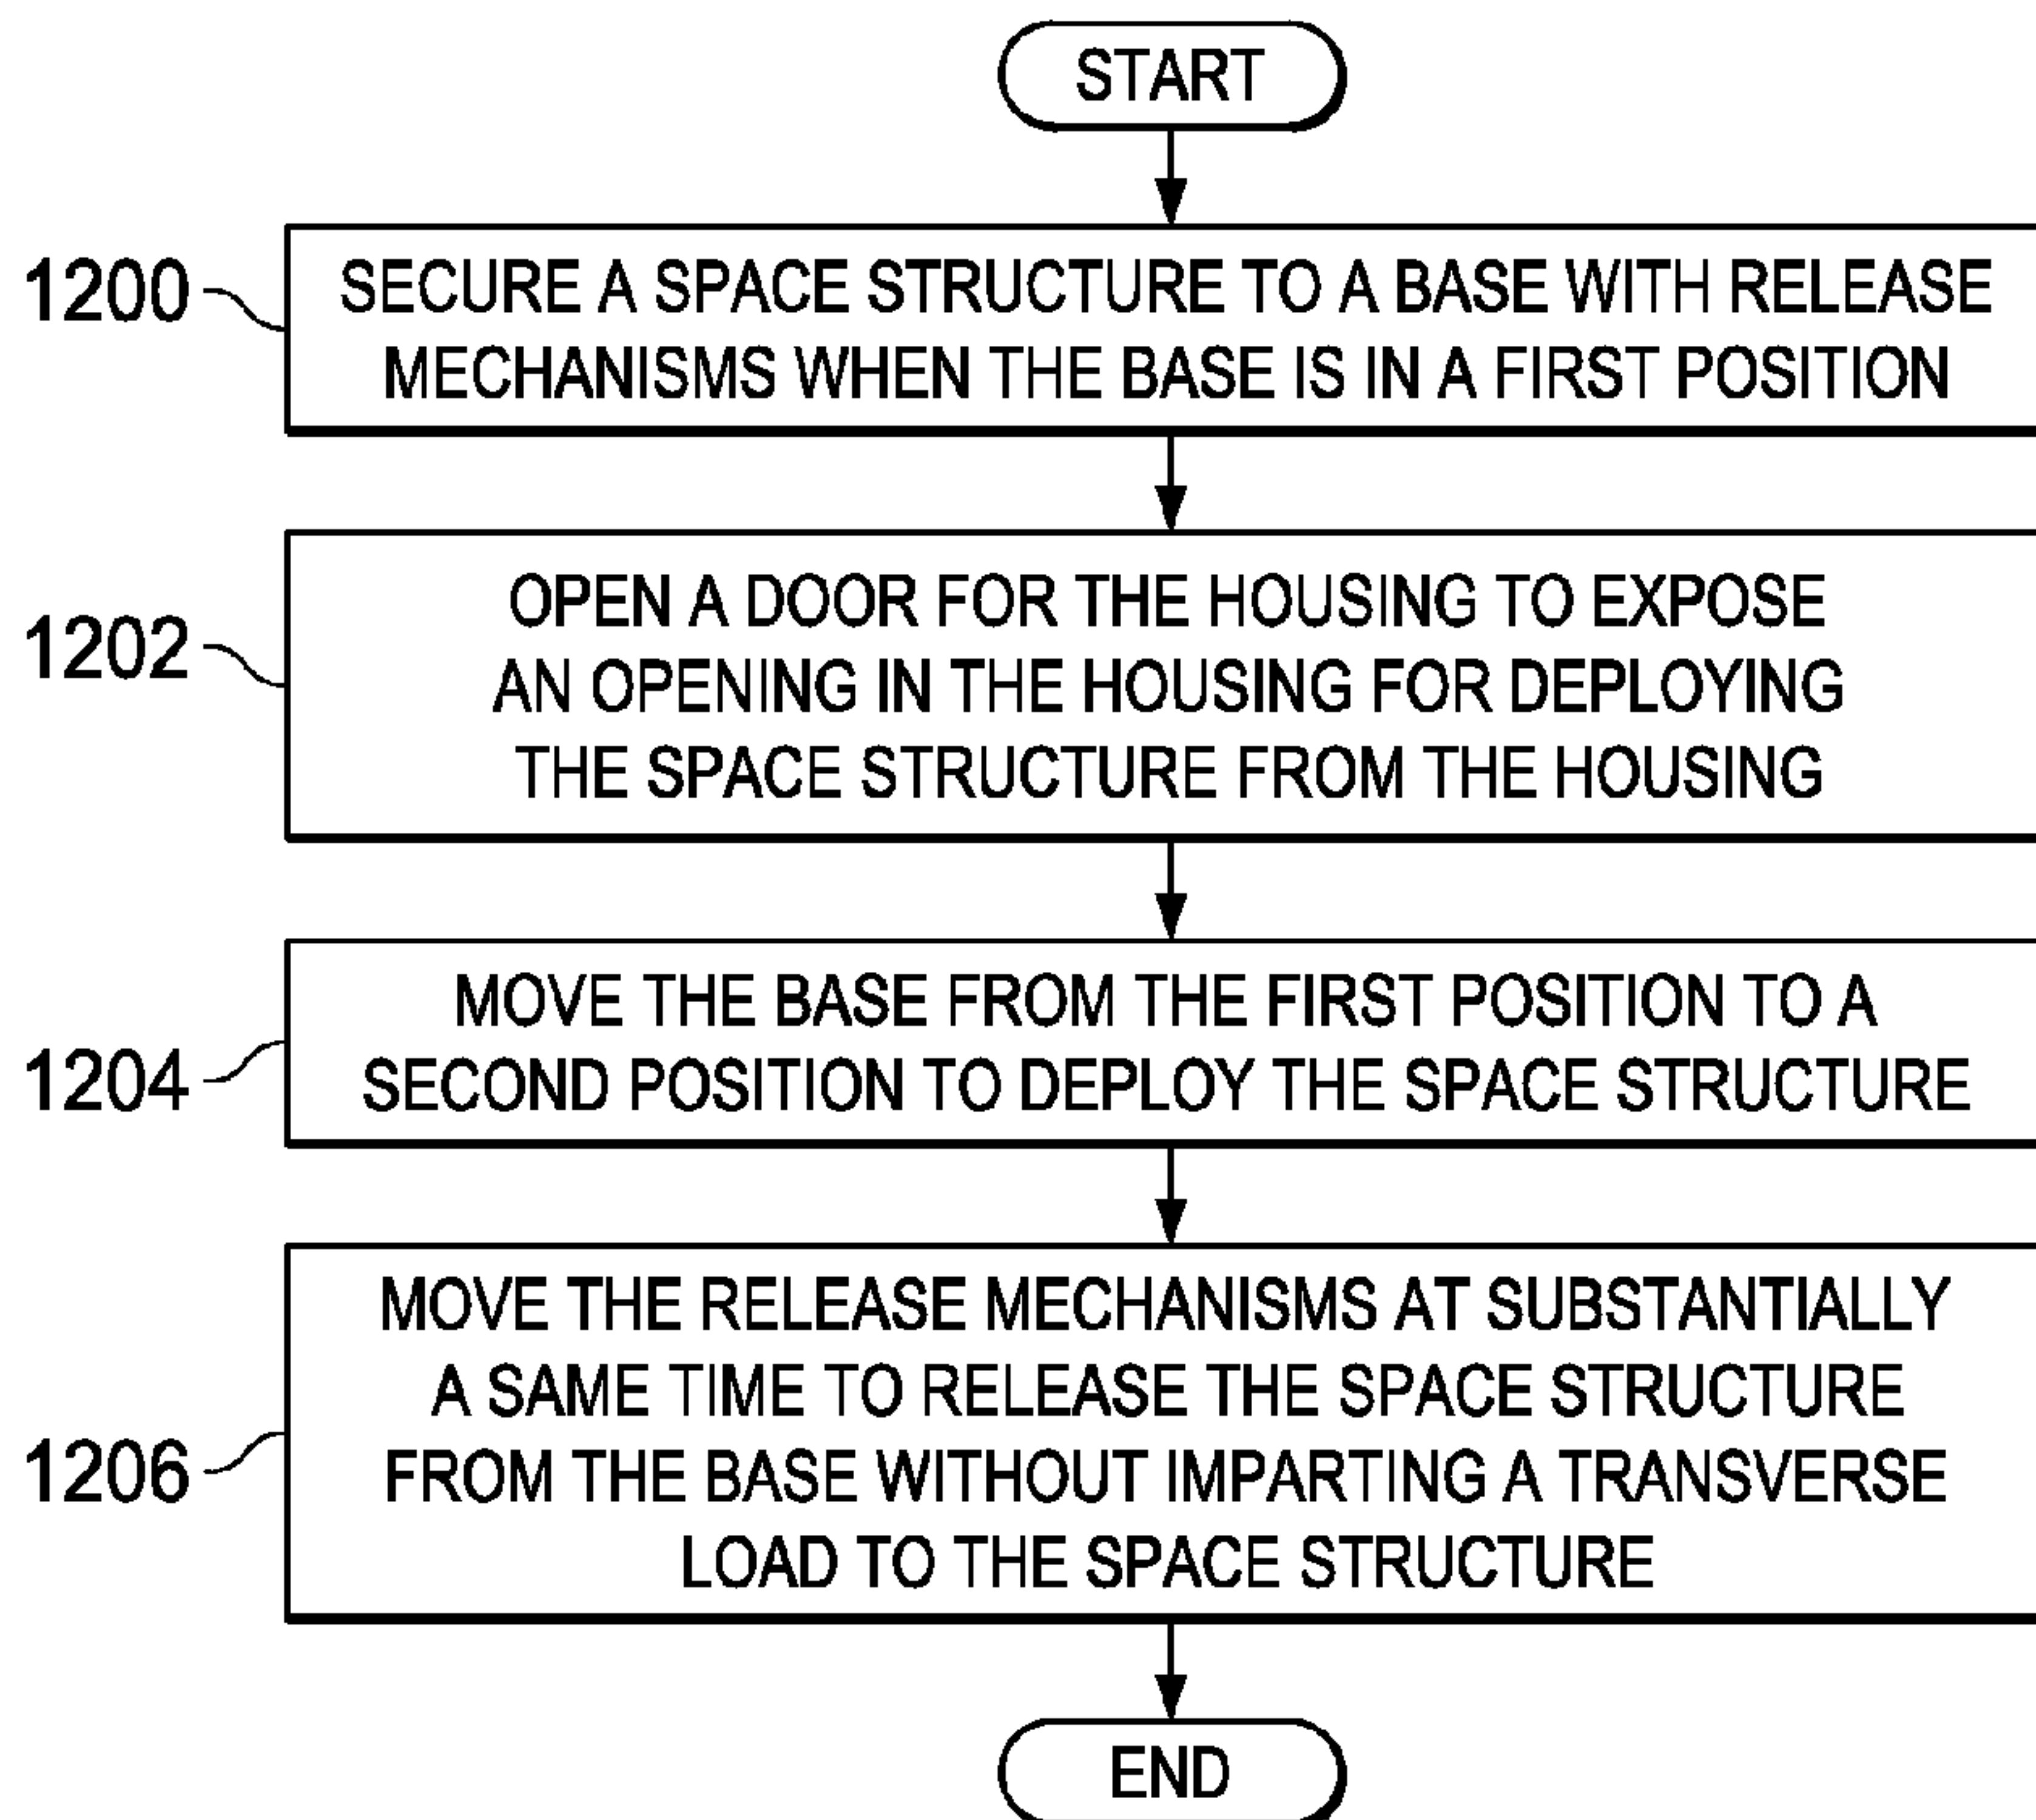 START
1200
SECURE A SPACE STRUCTURE TO A BASE WITH RELEASE
MECHANISMS WHEN THE BASE IS IN A FIRST POSITION
1202
OPEN A DOOR FOR THE HOUSING TO EXPOSE
AN OPENING IN THE HOUSING FOR DEPLOYING
THE SPACE STRUCTURE FROM THE HOUSING
1204
MOVE THE BASE FROM THE FIRST POSITION TO A
SECOND POSITION TO DEPLOY THE SPACE STRUCTURE
1206
MOVE THE RELEASE MECHANISMS AT SUBSTANTIALLY
A SAME TIME TO RELEASE THE SPACE STRUCTURE
FROM THE BASE WITHOUT IMPARTING A TRANSVERSE
LOAD TO THE SPACE STRUCTURE
END